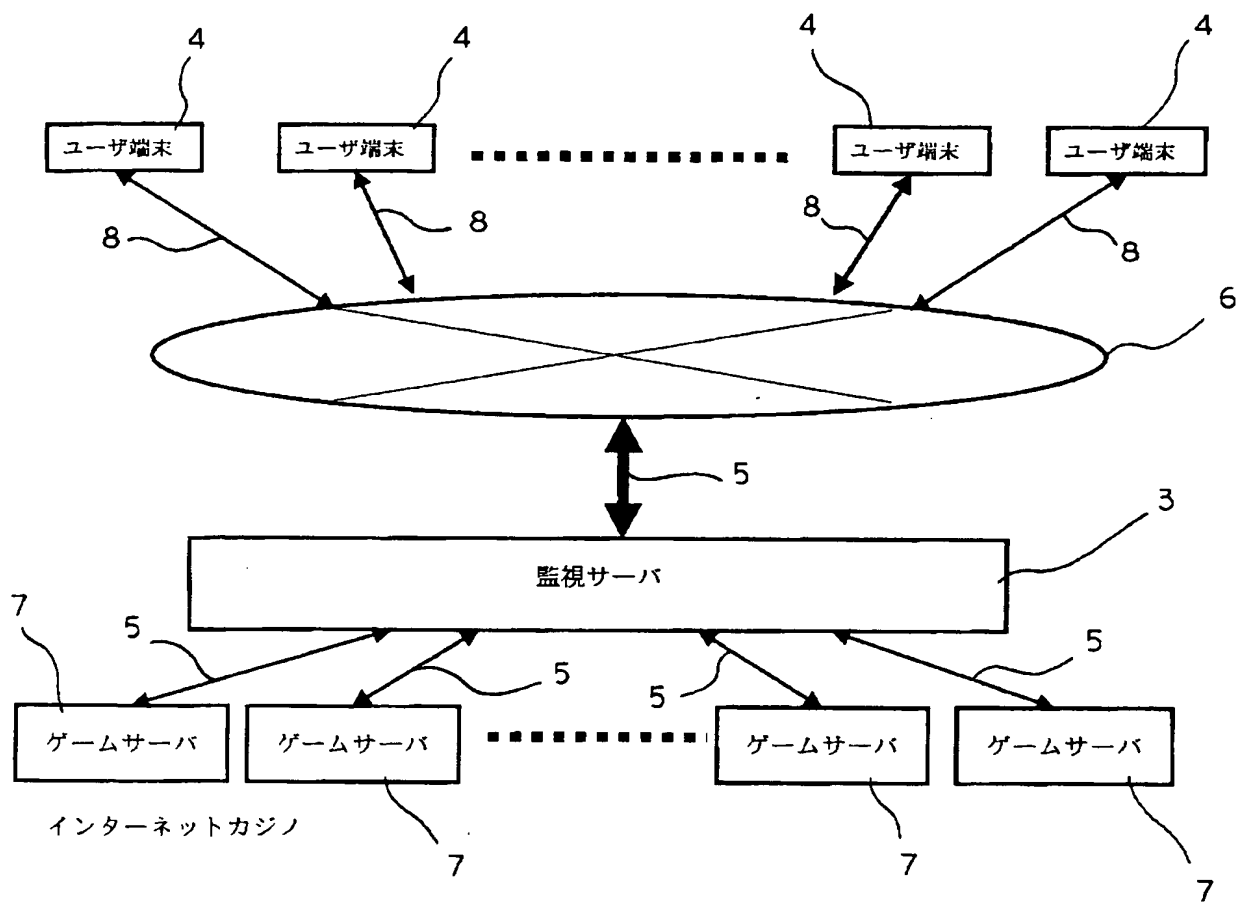 4 4 4 4
ユーザ端末 ユーザ端末 ユーザ端末 ユーザ端末
8 8 8 8
6
5
3
監視サーバ
7 5 5 5 5
ゲームサーバ ゲームサーバ ゲームサーバ ゲームサーバ
インターネットカジノ
7 7 7